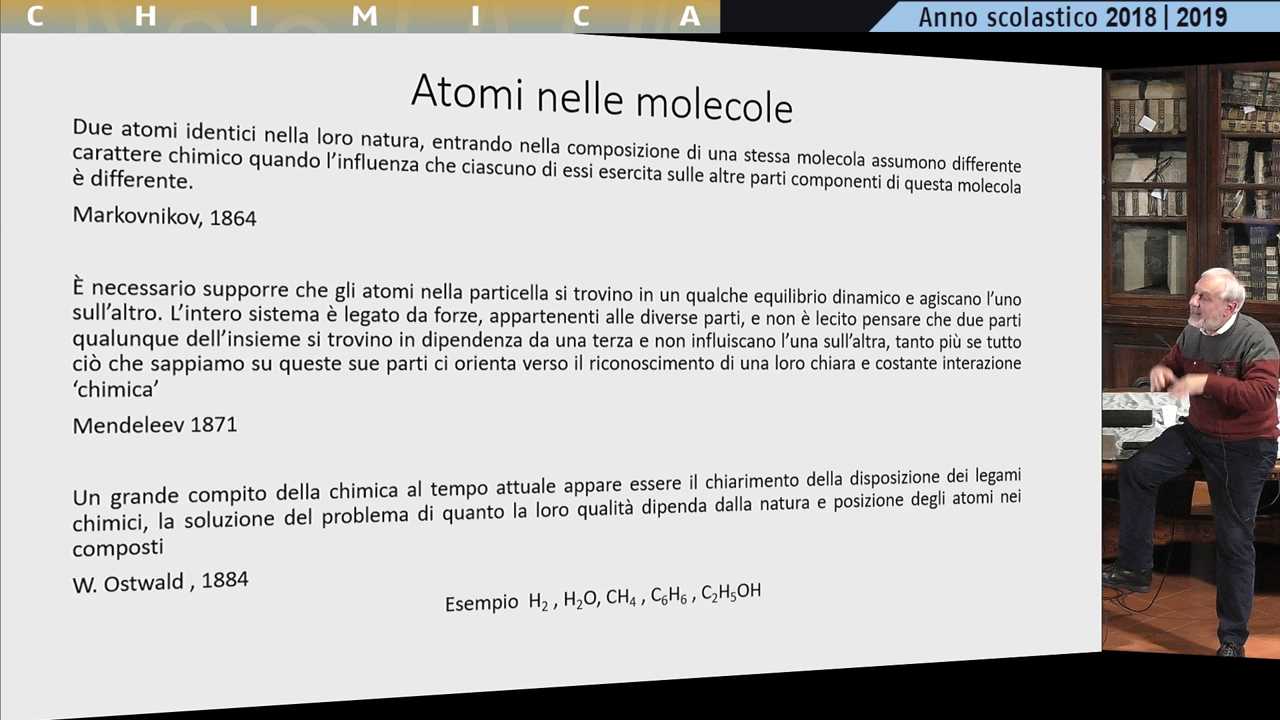 CHIMICA
Anno scolastico 2018 | 2019
Atomi nelle molecole
Due atomi identici nella loro natura, entrando nella composizione di una stessa molecola assumono differente
carattere chimico quando l’influenza che ciascuno di essi esercita sulle altre parti componenti di questa molecola
è differente.
Markovnikov, 1864
È necessario supporre che gli atomi nella particella si trovino in un qualche equilibrio dinamico e agiscano l’uno
sull’altro. L’intero sistema è legato da forze, appartenenti alle diverse parti, e non è lecito pensare che due parti
qualunque dell’insieme si trovino in dipendenza da una terza e non influiscano l’una sull’altra, tanto più se tutto
ciò che sappiamo su queste sue parti ci orienta verso il riconoscimento di una loro chiara e costante interazione
‘chimica’
Mendeleev 1871
Un grande compito della chimica al tempo attuale appare essere il chiarimento della disposizione dei legami
chimici, la soluzione del problema di quanto la loro qualità dipenda dalla natura e posizione degli atomi nei
composti
W. Ostwald , 1884
Esempio H₂ , H₂O, CH₄ , C₆H₆ , C₂H₅OH